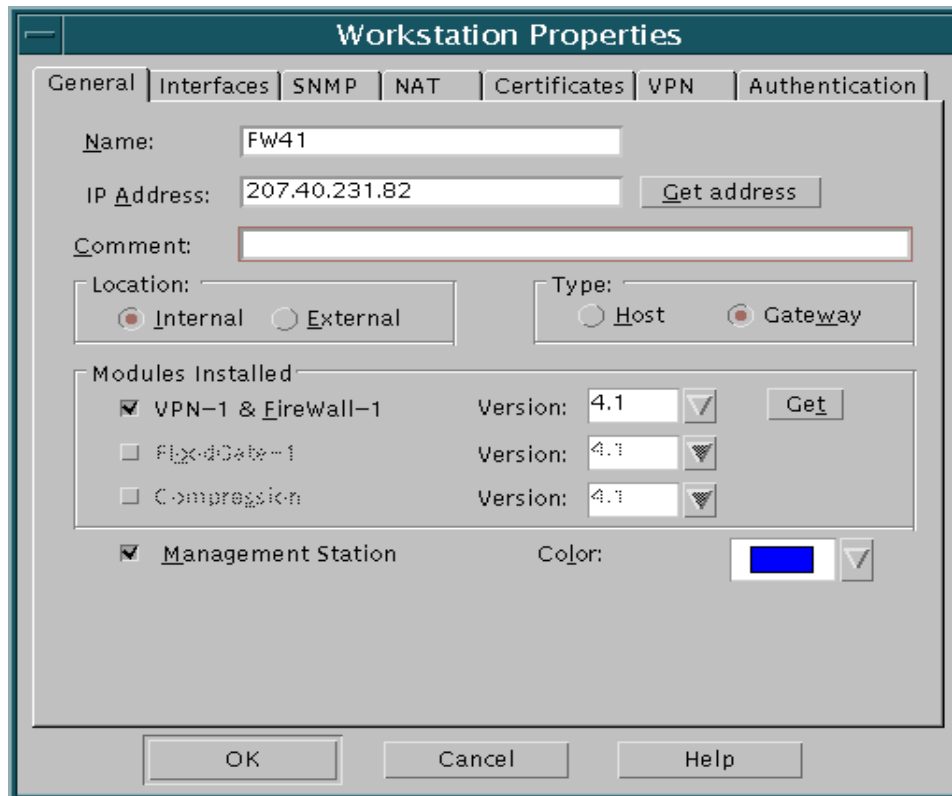 Workstation Properties
General Interfaces SNMP NAT Certificates VPN Authentication
Name: FW41
IP Address: 207.40.231.82 Get address
Comment:
Location: Type:
Internal External Host Gateway
Modules Installed
VPN-1 & FireWall-1 Version: 4.1 Get
FloodGate-1 Version: 4.1
Compression Version: 4.1
Management Station Color:
OK Cancel Help